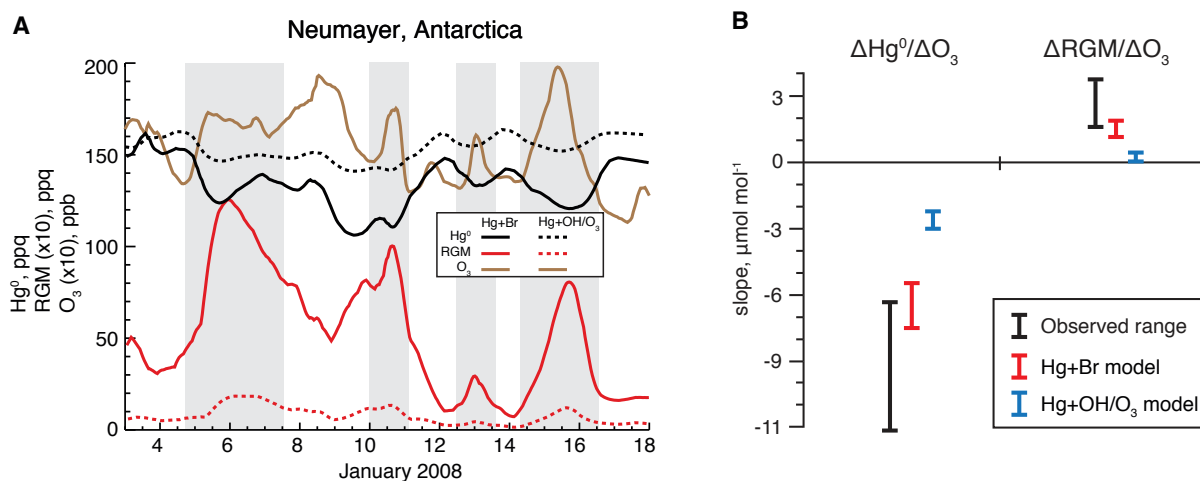 A
Neumayer, Antarctica
200
150
100
50
0
Hg⁰, ppq
RGM (x10), ppq
O₃ (x10), ppb
Hg+Br Hg+OH/O₃
Hg⁰
RGM
O₃
4 6 8 10 12 14 16 18
January 2008
B
ΔHg⁰/ΔO₃ ΔRGM/ΔO₃
3
0
-3
-6
-9
-11
slope, μmol mol⁻¹
Observed range
Hg+Br model
Hg+OH/O₃ model